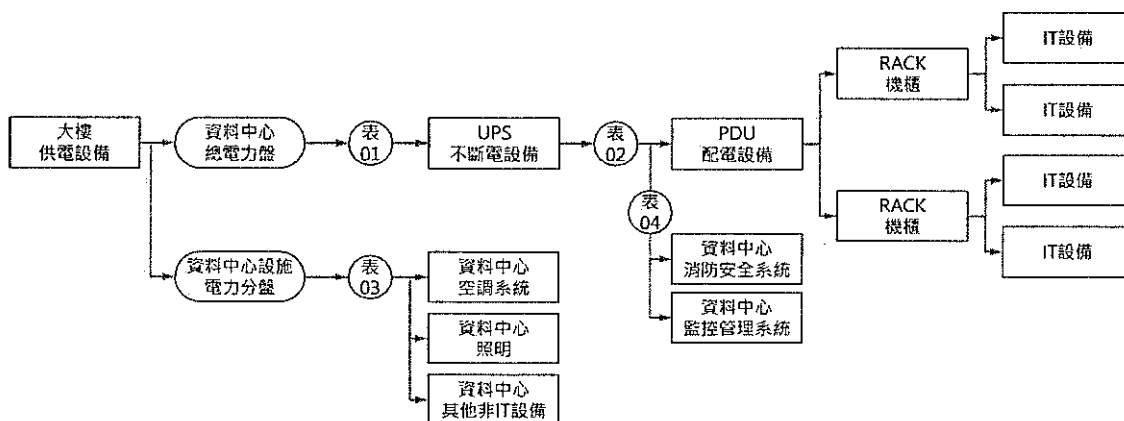 大樓
供電設備
資料中心
總電力盤
表
01
UPS
不斷電設備
表
02
PDU
配電設備
RACK
機櫃
IT設備
IT設備
RACK
機櫃
IT設備
IT設備
表
04
資料中心
消防安全系統
資料中心
監控管理系統
資料中心設施
電力分盤
表
03
資料中心
空調系統
資料中心
照明
資料中心
其他非IT設備